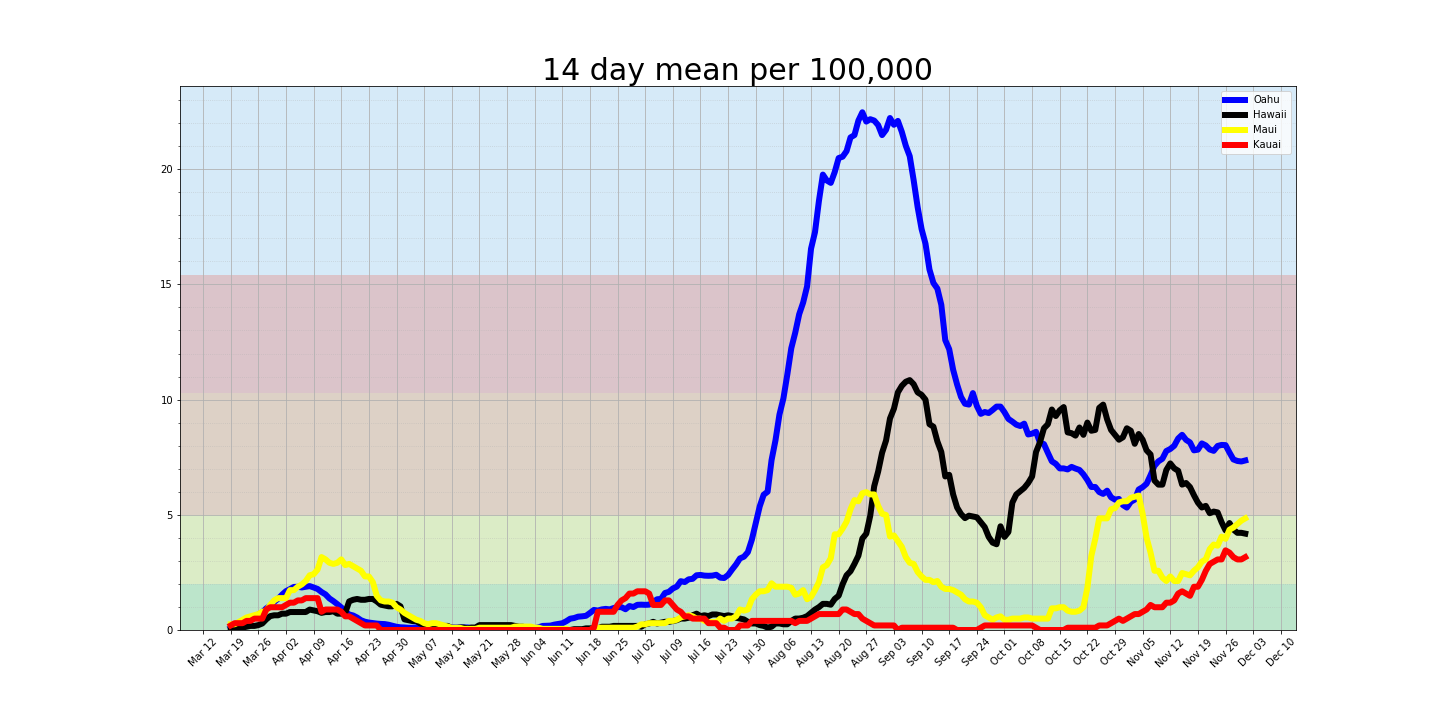 14 day mean per 100,000
Oahu
Hawaii
Maui
Kauai
20
15
10
5
0
Mar 12 Mar 19 Mar 26 Apr 02 Apr 09 Apr 16 Apr 23 Apr 30 May 07 May 14 May 21 May 28 Jun 04 Jun 11 Jun 18 Jun 25 Jul 02 Jul 09 Jul 16 Jul 23 Jul 30 Aug 06 Aug 13 Aug 20 Aug 27 Sep 03 Sep 10 Sep 17 Sep 24 Oct 01 Oct 08 Oct 15 Oct 22 Oct 29 Nov 05 Nov 12 Nov 19 Nov 26 Dec 03 Dec 10